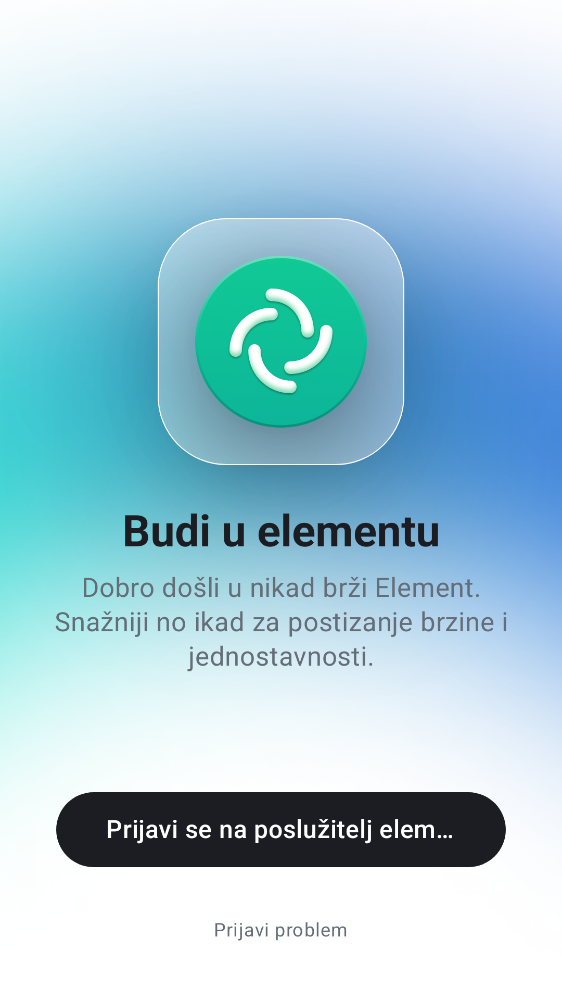 Budi u elementu
Dobro došli u nikad brži Element.
Snažniji no ikad za postizanje brzine i
jednostavnosti.
Prijavi se na poslužitelj elem…
Prijavi problem